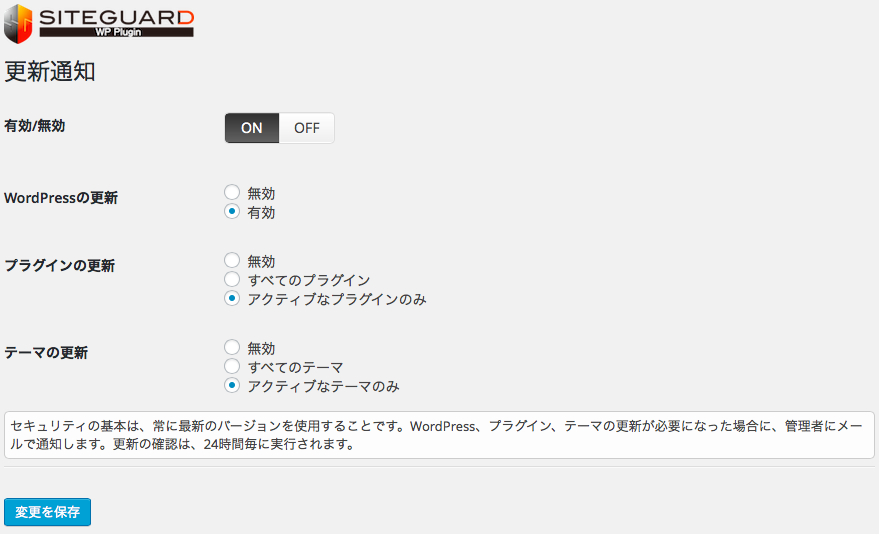 SITEGUARD
WP Plugin
更新通知
有効/無効
ON OFF
WordPressの更新
無効
有効
プラグインの更新
無効
すべてのプラグイン
アクティブなプラグインのみ
テーマの更新
無効
すべてのテーマ
アクティブなテーマのみ
セキュリティの基本は、常に最新のバージョンを使用することです。WordPress、プラグイン、テーマの更新が必要になった場合に、管理者にメー
ルで通知します。更新の確認は、24時間毎に実行されます。
変更を保存